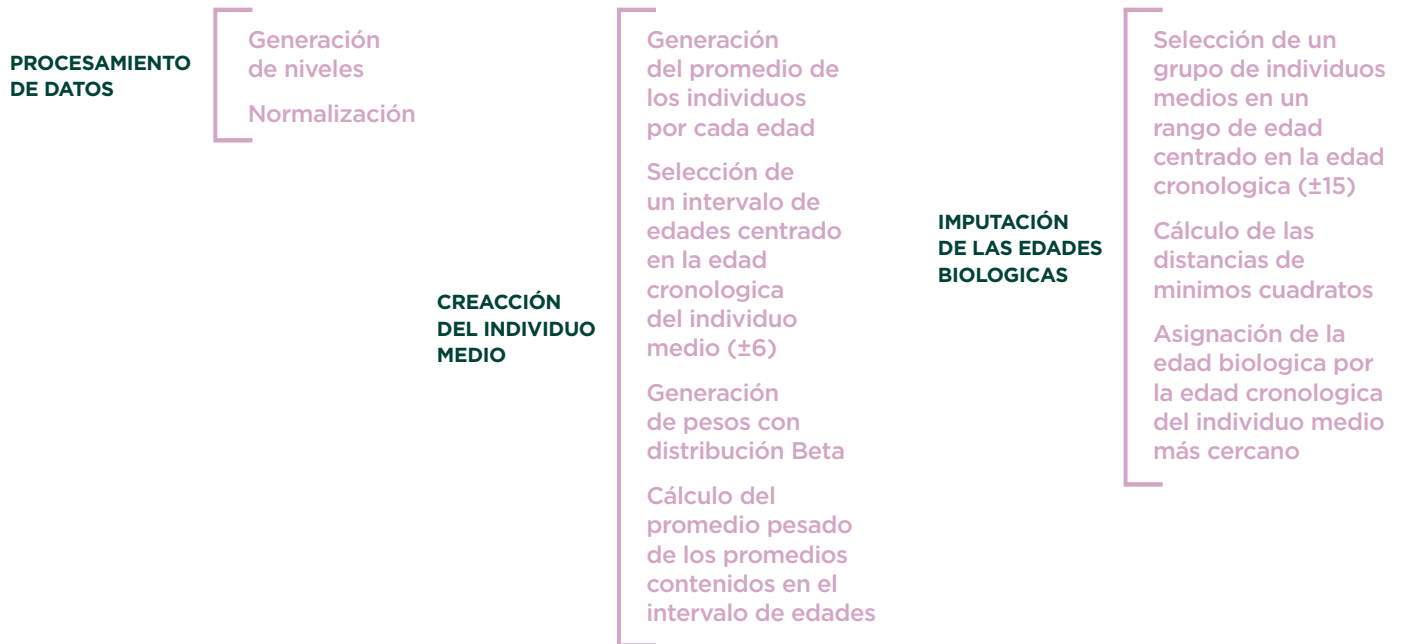 PROCESAMIENTO
DE DATOS
Generación
de niveles
Normalización
CREACCIÓN
DEL INDIVIDUO
MEDIO
Generación
del promedio de
los individuos
por cada edad
Selección de
un intervalo de
edades centrado
en la edad
cronologica
del individuo
medio (±6)
Generación
de pesos con
distribución Beta
Cálculo del
promedio pesado
de los promedios
contenidos en el
intervalo de edades
IMPUTACIÓN
DE LAS EDADES
BIOLOGICAS
Selección de un
grupo de individuos
medios en un
rango de edad
centrado en la edad
cronologica (±15)
Cálculo de las
distancias de
minimos cuadratos
Asignación de la
edad biologica por
la edad cronologica
del individuo medio
más cercano